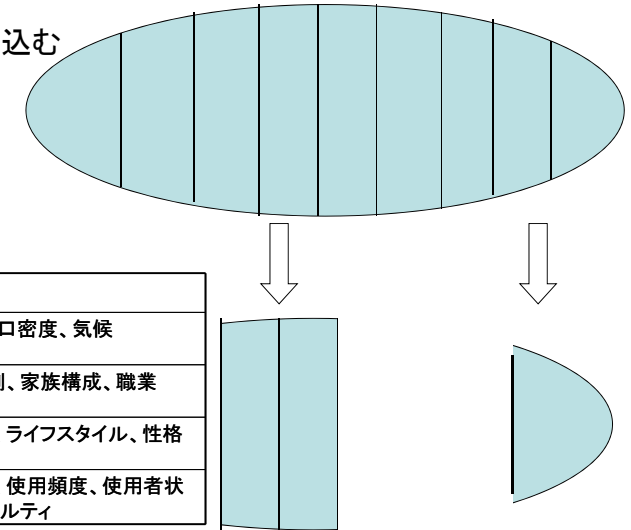 込む
口密度、気候
、家族構成、職業
ライフスタイル、性格
使用頻度、使用者状
ルティ